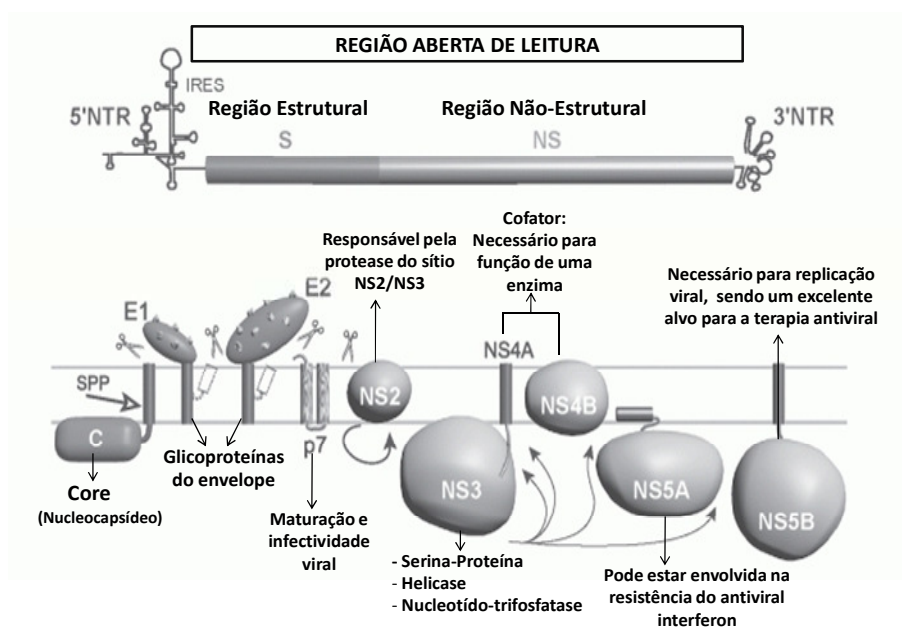 REGIÃO ABERTA DE LEITURA
IRES
5'NTR
Região Estrutural
Região Não-Estrutural
3'NTR
S
NS
Responsável pela
protease do sítio
NS2/NS3
Cofator:
Necessário para
função de uma
enzima
Necessário para replicação
viral, sendo um excelente
alvo para a terapia antiviral
E1
E2
NS4A
SPP
NS2
NS4B
C
p7
Glicoproteínas
do envelope
NS3
NS5A
NS5B
Core
(Nucleocapsídeo)
Maturação e
infectividade
viral
- Serina-Proteína
- Helicase
- Nucleotído-trifosfatase
Pode estar envolvida na
resistência do antiviral
interferon